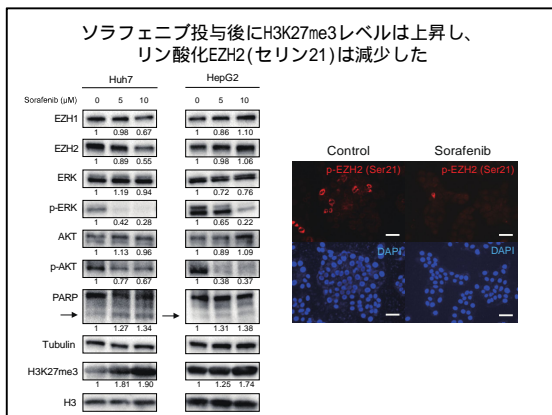 ソラフェニブ投与後にH3K27me3レベルは上昇し、
リン酸化EZH2(セリン21)は減少した
Huh7 HepG2
Sorafenib (μM) 0 5 10 0 5 10
EZH1
1 0.98 0.67 1 0.86 1.10
EZH2
1 0.89 0.55 1 0.98 1.06
ERK
1 1.19 0.94 1 0.72 0.76
p-ERK
1 0.42 0.28 1 0.65 0.22
AKT
1 1.13 0.96 1 0.89 1.09
p-AKT
1 0.77 0.67 1 0.38 0.37
PARP
1 1.27 1.34 1 1.31 1.38
Tubulin
H3K27me3
1 1.81 1.90 1 1.25 1.74
H3
Control Sorafenib
p-EZH2 (Ser21) p-EZH2 (Ser21)
DAPI DAPI